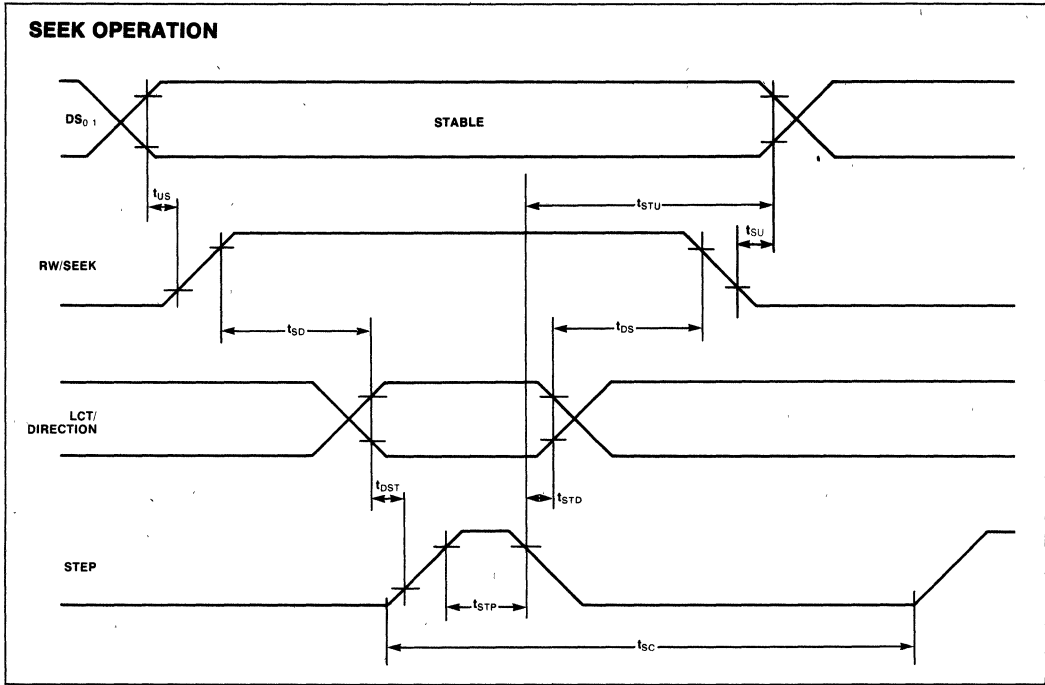 SEEK OPERATION
DS0 1
STABLE
tUS
tSTU
tSU
RW/SEEK
tSD
tDS
LCT/
DIRECTION
tDST
tSTD
STEP
tSTP
tSC